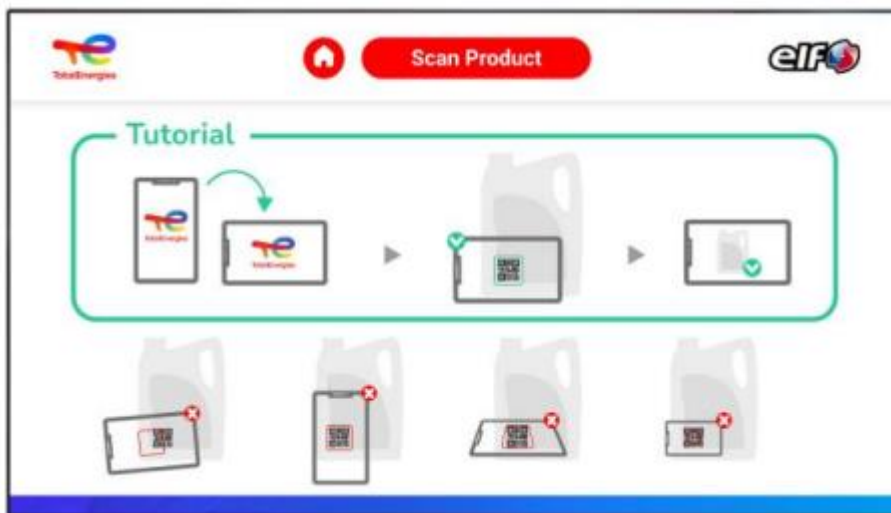 TotalEnergies
Scan Product
elf
Tutorial
TotalEnergies
TotalEnergies